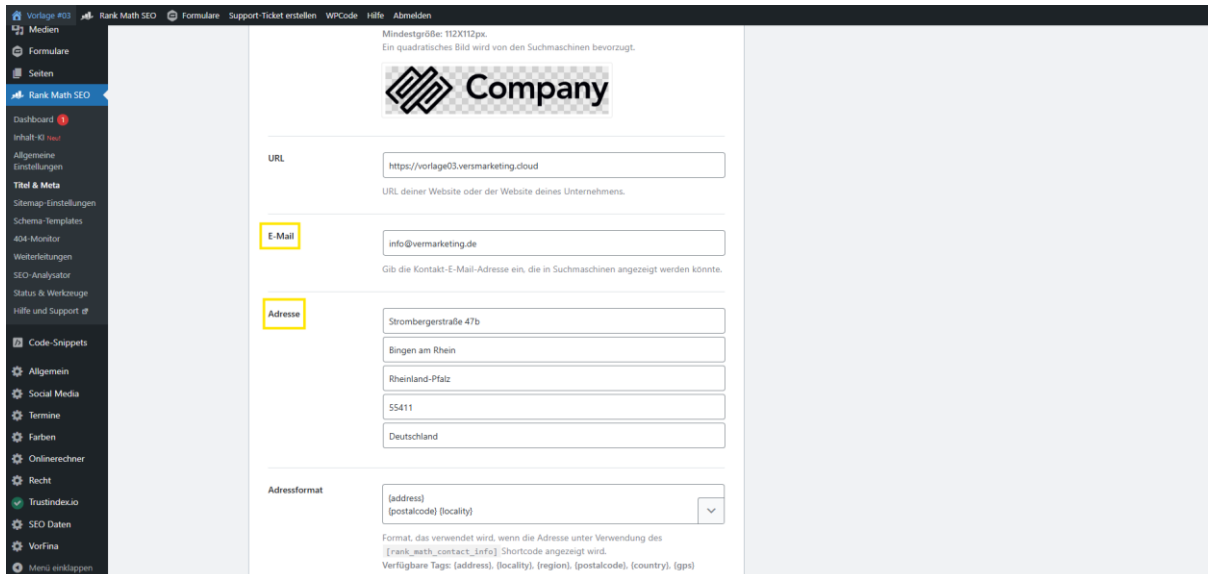 Vorlage #03 Rank Math SEO Formulare Support-Ticket erstellen WPCode Hilfe Abmelden
Medien
Formulare
Seiten
Rank Math SEO
Dashboard 1
Inhalt-KI Neu!
Allgemeine
Einstellungen
Titel & Meta
Sitemap-Einstellungen
Schema-Templates
404-Monitor
Weiterleitungen
SEO-Analysator
Status & Werkzeuge
Hilfe und Support
Code-Snippets
Allgemein
Social Media
Termine
Farben
Onlinerechner
Recht
Trustindex.io
SEO Daten
VorFina
Menü einklappen
Mindestgröße: 112X112px.
Ein quadratisches Bild wird von den Suchmaschinen bevorzugt.
Company
URL
https://vorlage03.versmarketing.cloud
URL deiner Website oder der Website deines Unternehmens.
E-Mail
info@vermarketing.de
Gib die Kontakt-E-Mail-Adresse ein, die in Suchmaschinen angezeigt werden könnte.
Adresse
Strombergerstraße 47b
Bingen am Rhein
Rheinland-Pfalz
55411
Deutschland
Adressformat
{address}
{postalcode} {locality}
Format, das verwendet wird, wenn die Adresse unter Verwendung des
[rank_math_contact_info] Shortcode angezeigt wird.
Verfügbare Tags: {address}, {locality}, {region}, {postalcode}, {country}, {gps}